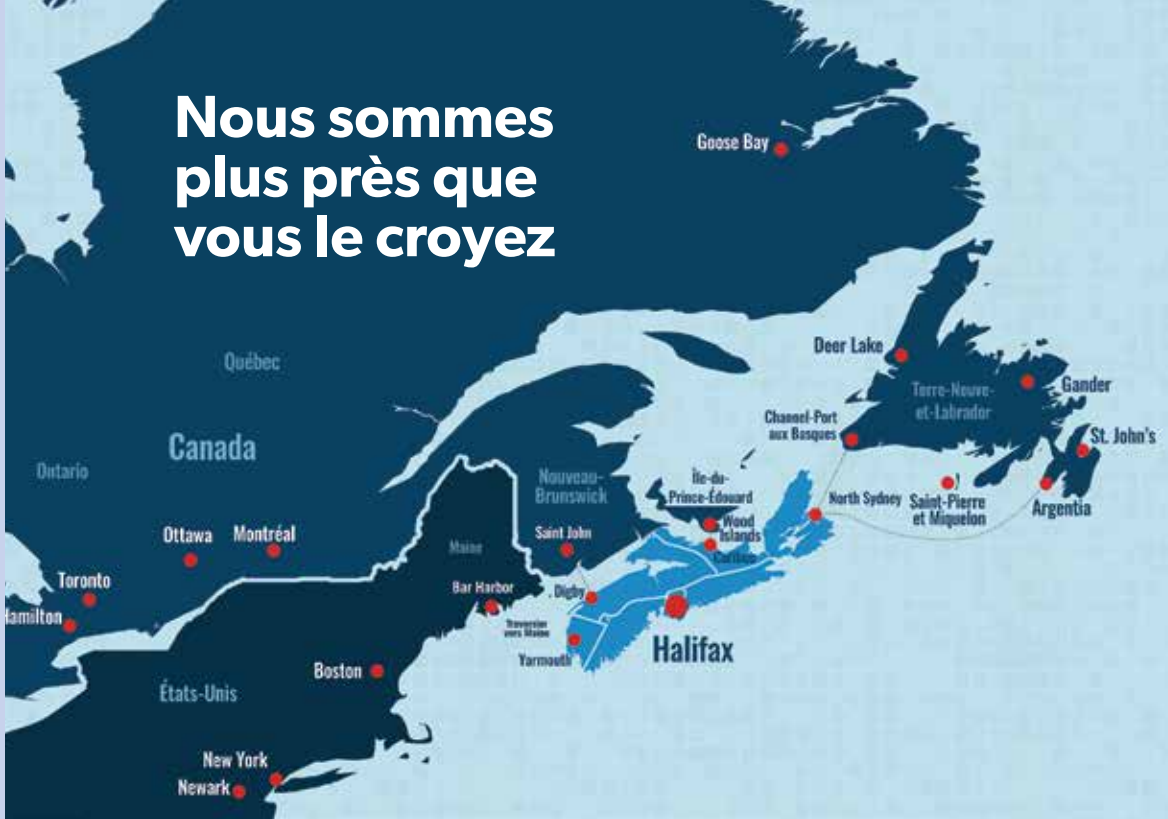 Nous sommes
plus près que
vous le croyez
Goose Bay
Québec
Deer Lake
Terre-Neuve-
et-Labrador
Gander
Canada
Channel-Port
aux Basques
St. John's
Ontario
Nouveau-
Brunswick
Île-du-
Prince-Édouard
North Sydney
Saint-Pierre
et Miquelon
Argentia
Ottawa
Montréal
Saint John
Wood
Islands
Maine
Caribou
Toronto
Bar Harbor
Digby
Hamilton
Traversier
vers Maine
Yarmouth
Halifax
Boston
États-Unis
New York
Newark